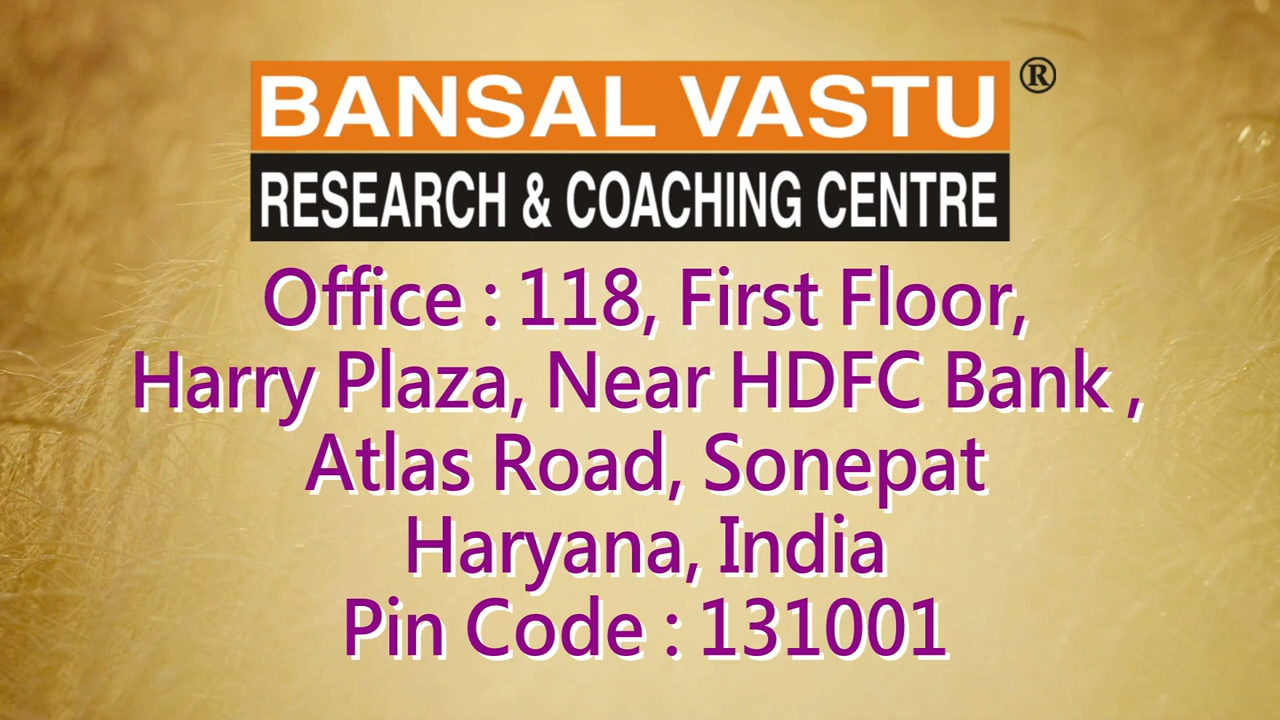 BANSAL VASTU ®
RESEARCH & COACHING CENTRE
Office : 118, First Floor,
Harry Plaza, Near HDFC Bank ,
Atlas Road, Sonepat
Haryana, India
Pin Code : 131001